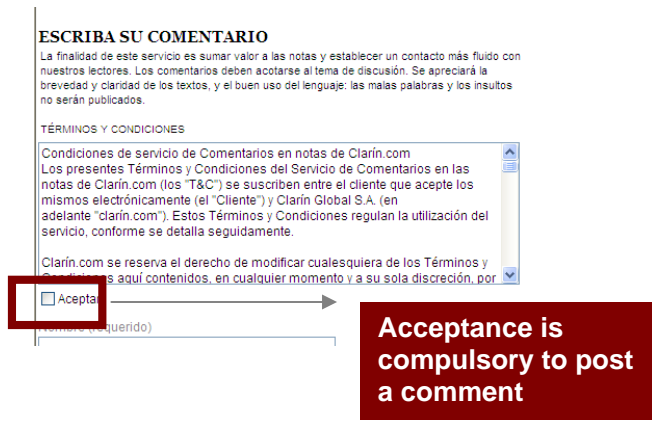 ESCRIBA SU COMENTARIO
La finalidad de este servicio es sumar valor a las notas y establecer un contacto más fluido con
nuestros lectores. Los comentarios deben acotarse al tema de discusión. Se apreciará la
brevedad y claridad de los textos, y el buen uso del lenguaje: las malas palabras y los insultos
no serán publicados.
TÉRMINOS Y CONDICIONES
Condiciones de servicio de Comentarios en notas de Clarín.com
Los presentes Términos y Condiciones del Servicio de Comentarios en las
notas de Clarín.com (los "T&C") se suscriben entre el cliente que acepte los
mismos electrónicamente (el "Cliente") y Clarín Global S.A. (en
adelante "clarín.com"). Estos Términos y Condiciones regulan la utilización del
servicio, conforme se detalla seguidamente.
Clarín.com se reserva el derecho de modificar cualesquiera de los Términos y
Condiciones aquí contenidos, en cualquier momento y a su sola discreción, por
Aceptar
Nombre (requerido)
Acceptance is
compulsory to post
a comment